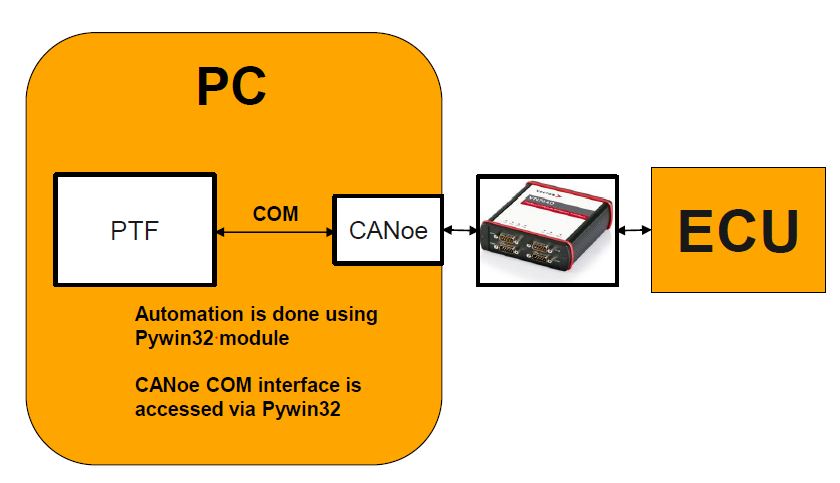 PC
PTF
COM
CANoe
ECU
Automation is done using
Pywin32 module
CANoe COM interface is
accessed via Pywin32